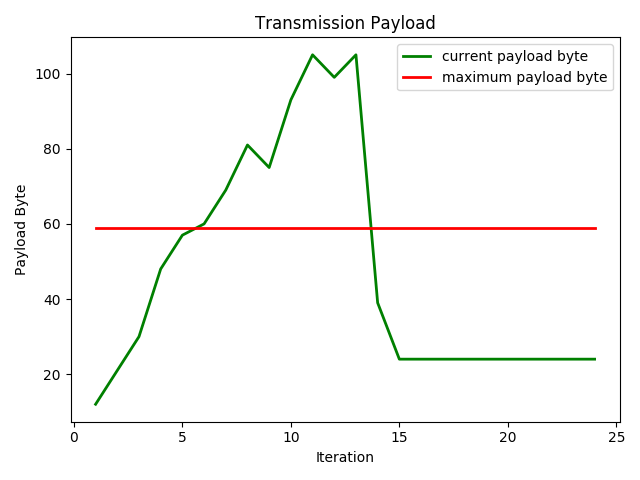 Transmission Payload
current payload byte
maximum payload byte
100
80
60
40
20
Payload Byte
0 5 10 15 20 25
Iteration